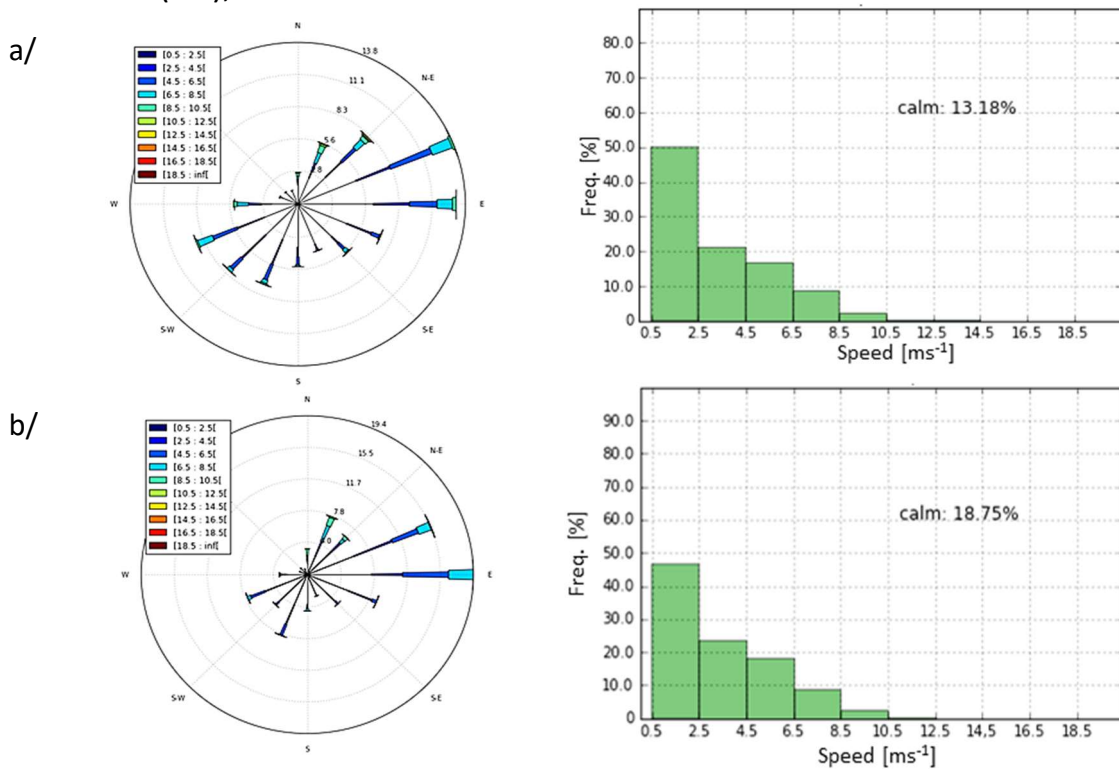 a/
N
N-E
E
S-E
S
S-W
W
13.8
11.1
8.3
5.6
[0.5 : 2.5[
[2.5 : 4.5[
[4.5 : 6.5[
[6.5 : 8.5[
[8.5 : 10.5[
[10.5 : 12.5[
[12.5 : 14.5[
[14.5 : 16.5[
[16.5 : 18.5[
[18.5 : inf[
80.0
70.0
60.0
50.0
40.0
30.0
20.0
10.0
0
Freq. [%]
calm: 13.18%
0.5 2.5 4.5 6.5 8.5 10.5 12.5 14.5 16.5 18.5
Speed [ms⁻¹]
b/
N
N-E
E
S-E
S
S-W
W
19.4
15.5
11.7
7.8
[0.5 : 2.5[
[2.5 : 4.5[
[4.5 : 6.5[
[6.5 : 8.5[
[8.5 : 10.5[
[10.5 : 12.5[
[12.5 : 14.5[
[14.5 : 16.5[
[16.5 : 18.5[
[18.5 : inf[
90.0
80.0
70.0
60.0
50.0
40.0
30.0
20.0
10.0
0
Freq. [%]
calm: 18.75%
0.5 2.5 4.5 6.5 8.5 10.5 12.5 14,5 16.5 18.5
Speed [ms⁻¹]